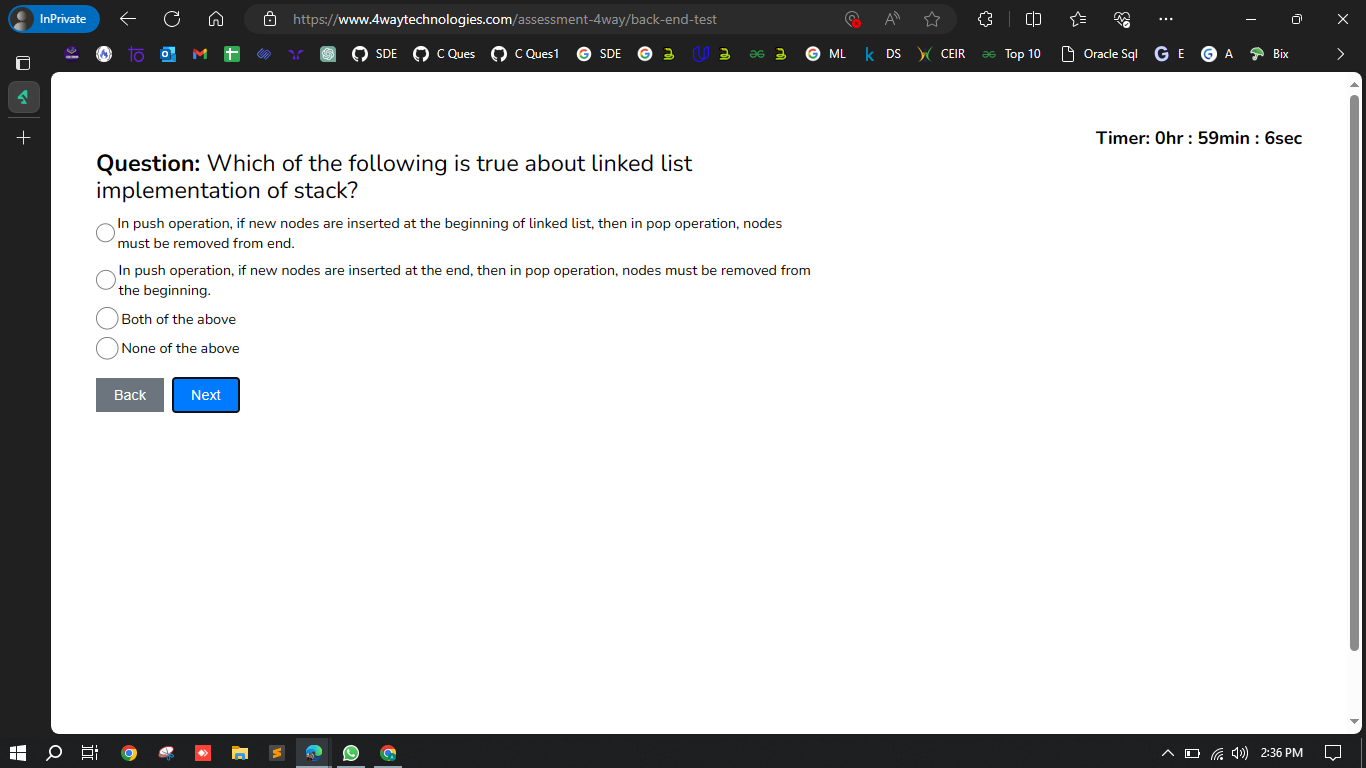 InPrivate
https://www.4waytechnologies.com/assessment-4way/back-end-test
SDE
C Ques
C Ques1
SDE
ML
DS
CEIR
Top 10
Oracle Sql
E
A
Bix
Timer: 0hr : 59min : 6sec
Question: Which of the following is true about linked list
implementation of stack?
In push operation, if new nodes are inserted at the beginning of linked list, then in pop operation, nodes
must be removed from end.
In push operation, if new nodes are inserted at the end, then in pop operation, nodes must be removed from
the beginning.
Both of the above
None of the above
Back
Next
2:36 PM